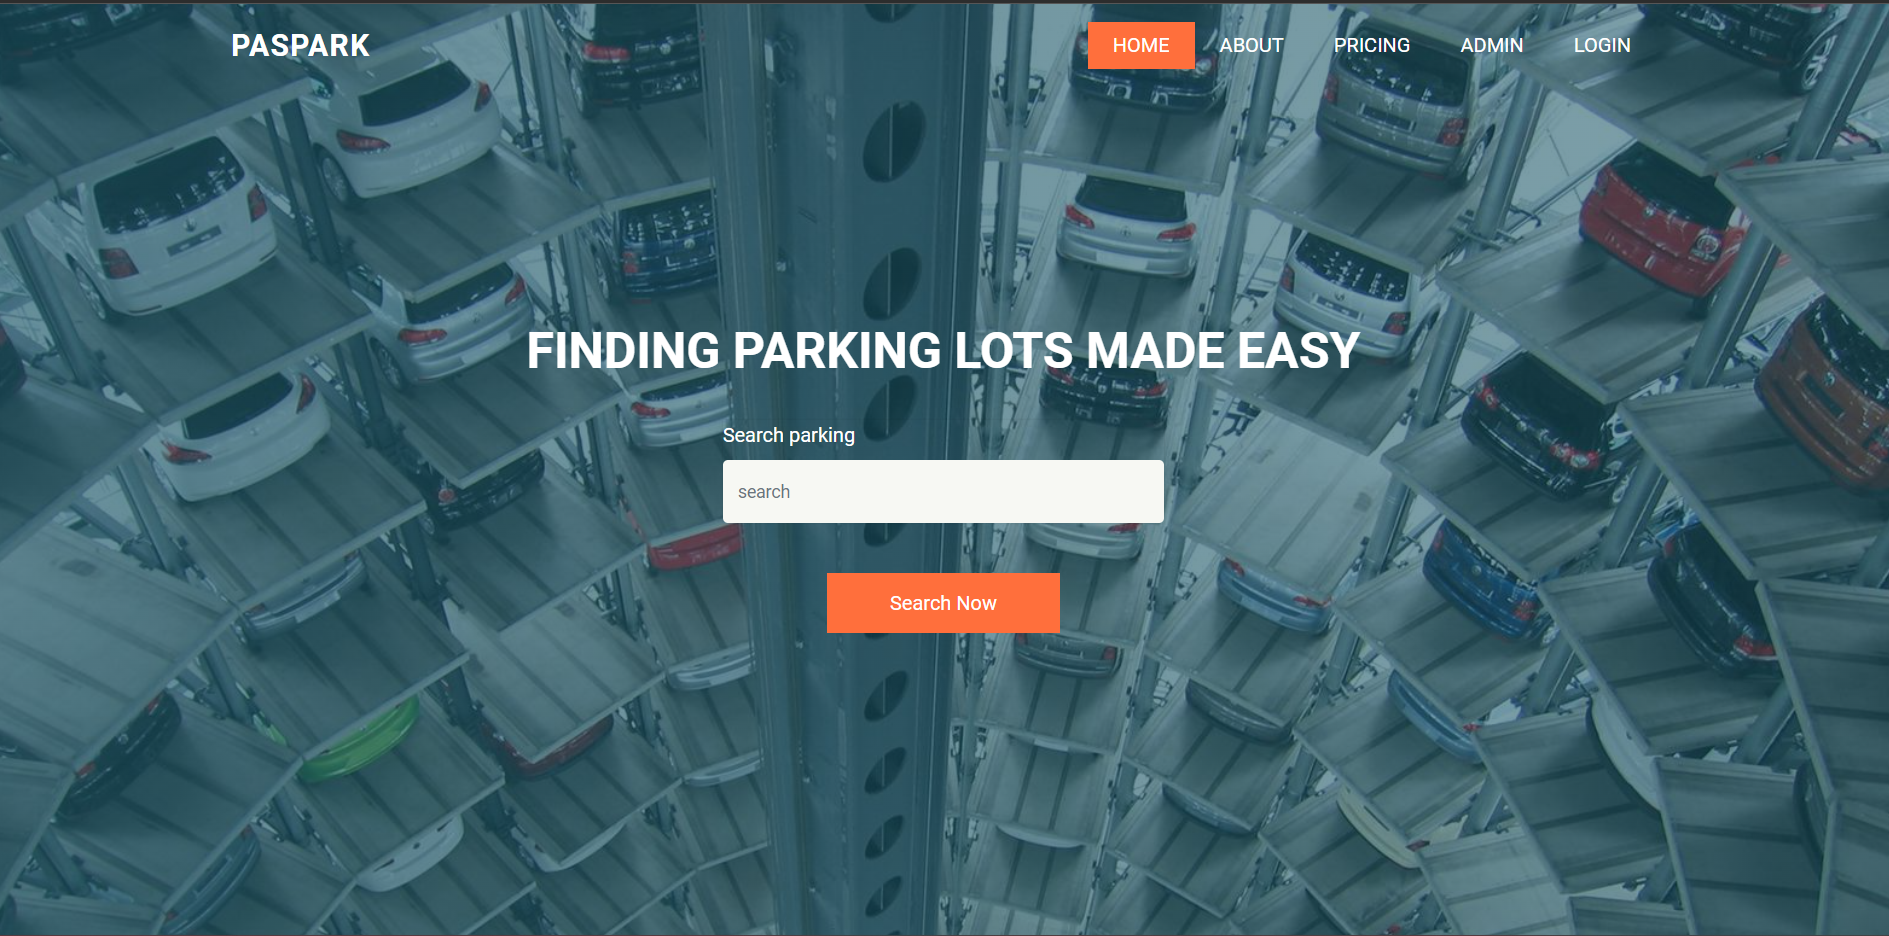 PASPARK
HOME ABOUT PRICING ADMIN LOGIN
FINDING PARKING LOTS MADE EASY
Search parking
search
Search Now